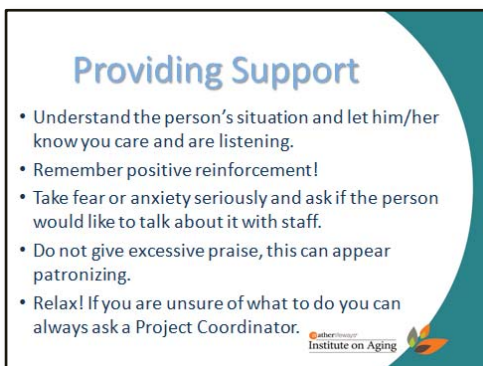 Providing Support
• Understand the person's situation and let him/her
know you care and are listening.
• Remember positive reinforcement!
• Take fear or anxiety seriously and ask if the person
would like to talk about it with staff.
• Do not give excessive praise, this can appear
patronizing.
• Relax! If you are unsure of what to do you can
always ask a Project Coordinator.
Institute on Aging